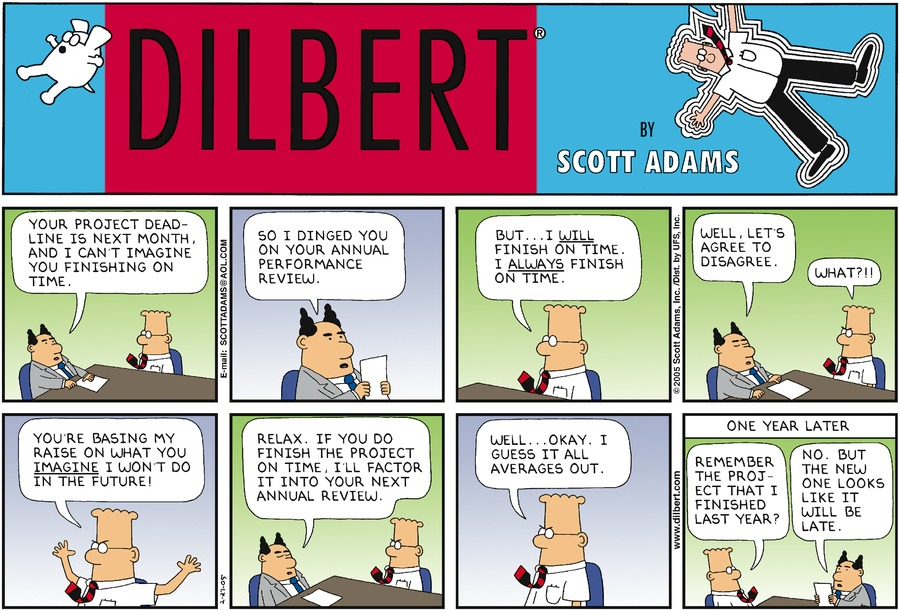 DILBERT®
BY
SCOTT ADAMS
YOUR PROJECT DEAD-
LINE IS NEXT MONTH,
AND I CAN'T IMAGINE
YOU FINISHING ON
TIME.
E-mail: SCOTTADAMS@AOL.COM
SO I DINGED YOU
ON YOUR ANNUAL
PERFORMANCE
REVIEW.
BUT...I WILL
FINISH ON TIME.
I ALWAYS FINISH
ON TIME.
© 2005 Scott Adams, Inc./Dist. by UFS, Inc.
WELL, LET'S
AGREE TO
DISAGREE.
WHAT?!!
YOU'RE BASING MY
RAISE ON WHAT YOU
IMAGINE I WON'T DO
IN THE FUTURE!
2-27-05
RELAX. IF YOU DO
FINISH THE PROJECT
ON TIME, I'LL FACTOR
IT INTO YOUR NEXT
ANNUAL REVIEW.
WELL...OKAY. I
GUESS IT ALL
AVERAGES OUT.
www.dilbert.com
ONE YEAR LATER
REMEMBER
THE PROJ-
ECT THAT I
FINISHED
LAST YEAR?
NO. BUT
THE NEW
ONE LOOKS
LIKE IT
WILL BE
LATE.